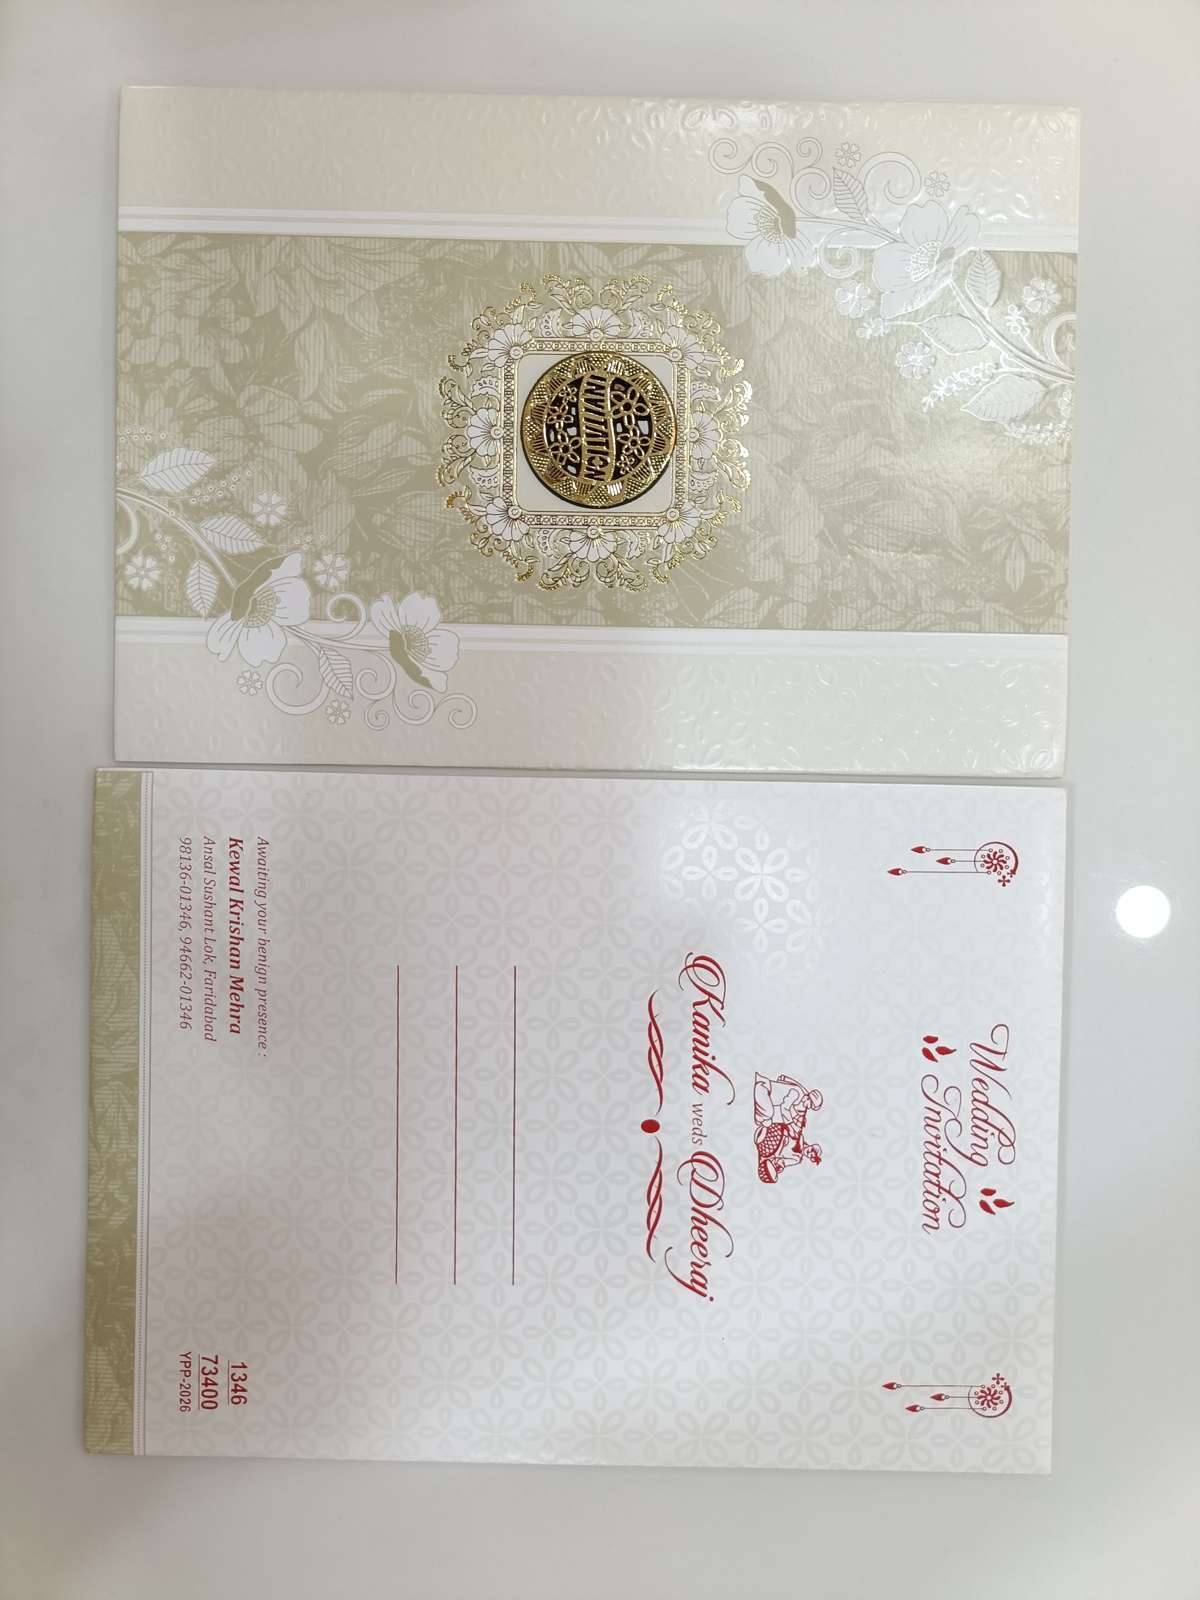 INVITATION
Wedding
Invitation
Kanika weds Dheeraj
Awaiting your benign presence :
Kewal Krishan Mehra
Ansal Sushant Lok, Faridabad
98136-01346, 94662-01346
1346
73400
YPP-2026